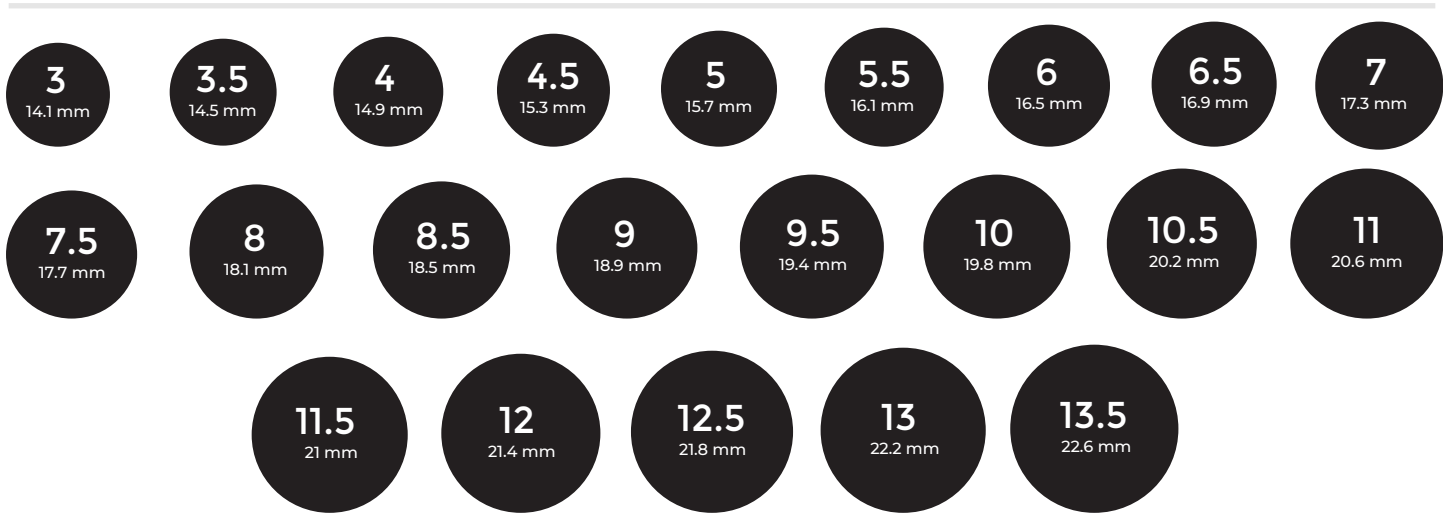 3
14.1 mm
3.5
14.5 mm
4
14.9 mm
4.5
15.3 mm
5
15.7 mm
5.5
16.1 mm
6
16.5 mm
6.5
16.9 mm
7
17.3 mm
7.5
17.7 mm
8
18.1 mm
8.5
18.5 mm
9
18.9 mm
9.5
19.4 mm
10
19.8 mm
10.5
20.2 mm
11
20.6 mm
11.5
21 mm
12
21.4 mm
12.5
21.8 mm
13
22.2 mm
13.5
22.6 mm